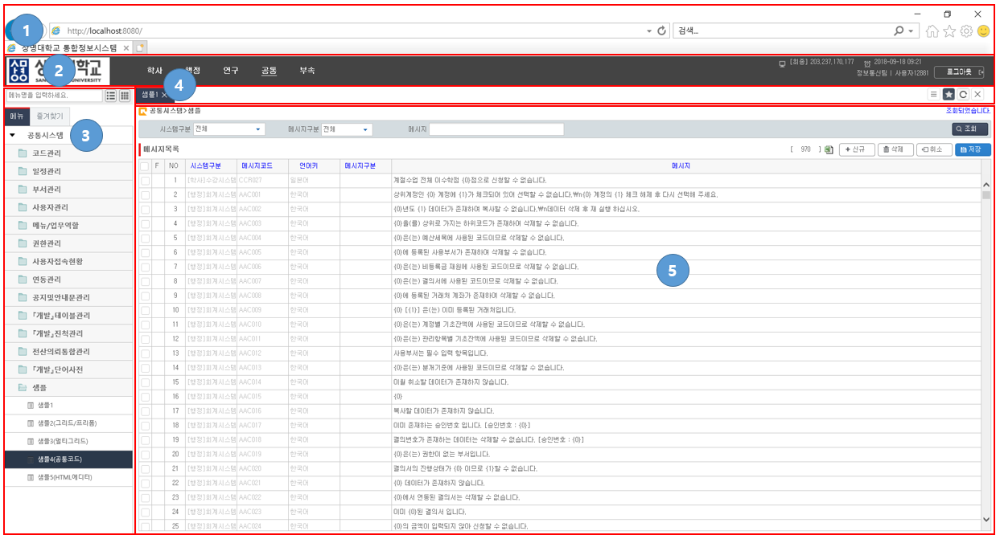 1
http://localhost:8080/
검색...
상명대학교 통합정보시스템
2
학사 행정 연구 공통 부속
[최종] 203.237.170.177 2018-09-18 09:21
정보통신팀 | 사용자12881 로그아웃
메뉴명을 입력하세요.
4
샘플1
메뉴 즐겨찾기
공통시스템>샘플
조회되었습니다.
3
공통시스템
시스템구분 전체 메시지구분 전체 메시지 조회
코드관리
일정관리
부서관리
사용자관리
메뉴/업무역할
권한관리
사용자접속현황
연동관리
공지및안내문관리
『개발』테이블관리
『개발』진척관리
전산의뢰통합관리
『개발』단어사전
샘플
샘플1
샘플2(그리드/프리폼)
샘플3(멀티그리드)
샘플4(공통코드)
샘플5(HTML에디터)
메시지목록
[ 970 ] +신규 삭제 취소 저장
F NO 시스템구분 메시지코드 언어키 메시지구분 메시지
1 [학사]수강시스템 CCR027 일본어 계절수업 전체 이수학점 {0}점으로 신청할 수 없습니다.
2 [행정]회계시스템 AAC001 한국어 상위계정인 {0} 계정에 {1}가 체크되어 있어 선택할 수 없습니다.₩n{0} 계정의 {1} 체크 해제 후 다시 선택해 주세요.
3 [행정]회계시스템 AAC002 한국어 {0}년도 {1} 데이터가 존재하여 복사할 수 없습니다.₩n데이터 삭제 후 재 실행 하십시오.
4 [행정]회계시스템 AAC003 한국어 {0}을(를) 상위로 가지는 하위코드가 존재하여 삭제할 수 없습니다.
5 [행정]회계시스템 AAC004 한국어 {0}은(는) 예산세목에 사용된 코드이므로 삭제할 수 없습니다.
6 [행정]회계시스템 AAC005 한국어 {0}에 등록된 사용부서가 존재하여 삭제할 수 없습니다.
7 [행정]회계시스템 AAC006 한국어 {0}은(는) 비등록금 재원에 사용된 코드이므로 삭제할 수 없습니다.
8 [행정]회계시스템 AAC007 한국어 {0}은(는) 결의서에 사용된 코드이므로 삭제할 수 없습니다.
9 [행정]회계시스템 AAC008 한국어 {0}에 등록된 거래처 계좌가 존재하여 삭제할 수 없습니다.
10 [행정]회계시스템 AAC009 한국어 {0} [{1}] 은(는) 이미 등록된 거래처입니다.
11 [행정]회계시스템 AAC010 한국어 {0}은(는) 계정별 기초잔액에 사용된 코드이므로 삭제할 수 없습니다.
12 [행정]회계시스템 AAC011 한국어 {0}은(는) 관리항목별 기초잔액에 사용된 코드이므로 삭제할 수 없습니다.
13 [행정]회계시스템 AAC012 한국어 사용부서는 필수 입력 항목입니다.
14 [행정]회계시스템 AAC013 한국어 {0}은(는) 분개기준에 사용된 코드이므로 삭제할 수 없습니다.
15 [행정]회계시스템 AAC014 한국어 이월 취소할 데이터가 존재하지 않습니다.
16 [행정]회계시스템 AAC015 한국어 {0}
17 [행정]회계시스템 AAC016 한국어 복사할 데이터가 존재하지 않습니다.
18 [행정]회계시스템 AAC017 한국어 이미 존재하는 승인번호 입니다. [승인번호 : {0}]
19 [행정]회계시스템 AAC018 한국어 결의번호가 존재하는 데이터는 삭제할 수 없습니다. [승인번호 : {0}]
20 [행정]회계시스템 AAC019 한국어 {0}은(는) 권한이 없는 부서입니다.
21 [행정]회계시스템 AAC020 한국어 결의서의 진행상태가 {0} 이므로 {1}할 수 없습니다.
22 [행정]회계시스템 AAC021 한국어 {0} 데이터가 존재하지 않습니다.
23 [행정]회계시스템 AAC022 한국어 {0}에서 연동된 결의서는 삭제할 수 없습니다.
24 [행정]회계시스템 AAC023 한국어 이미 {0}된 결의서 입니다.
25 [행정]회계시스템 AAC024 한국어 {0}의 금액이 입력되지 않아 신청할 수 없습니다.
5